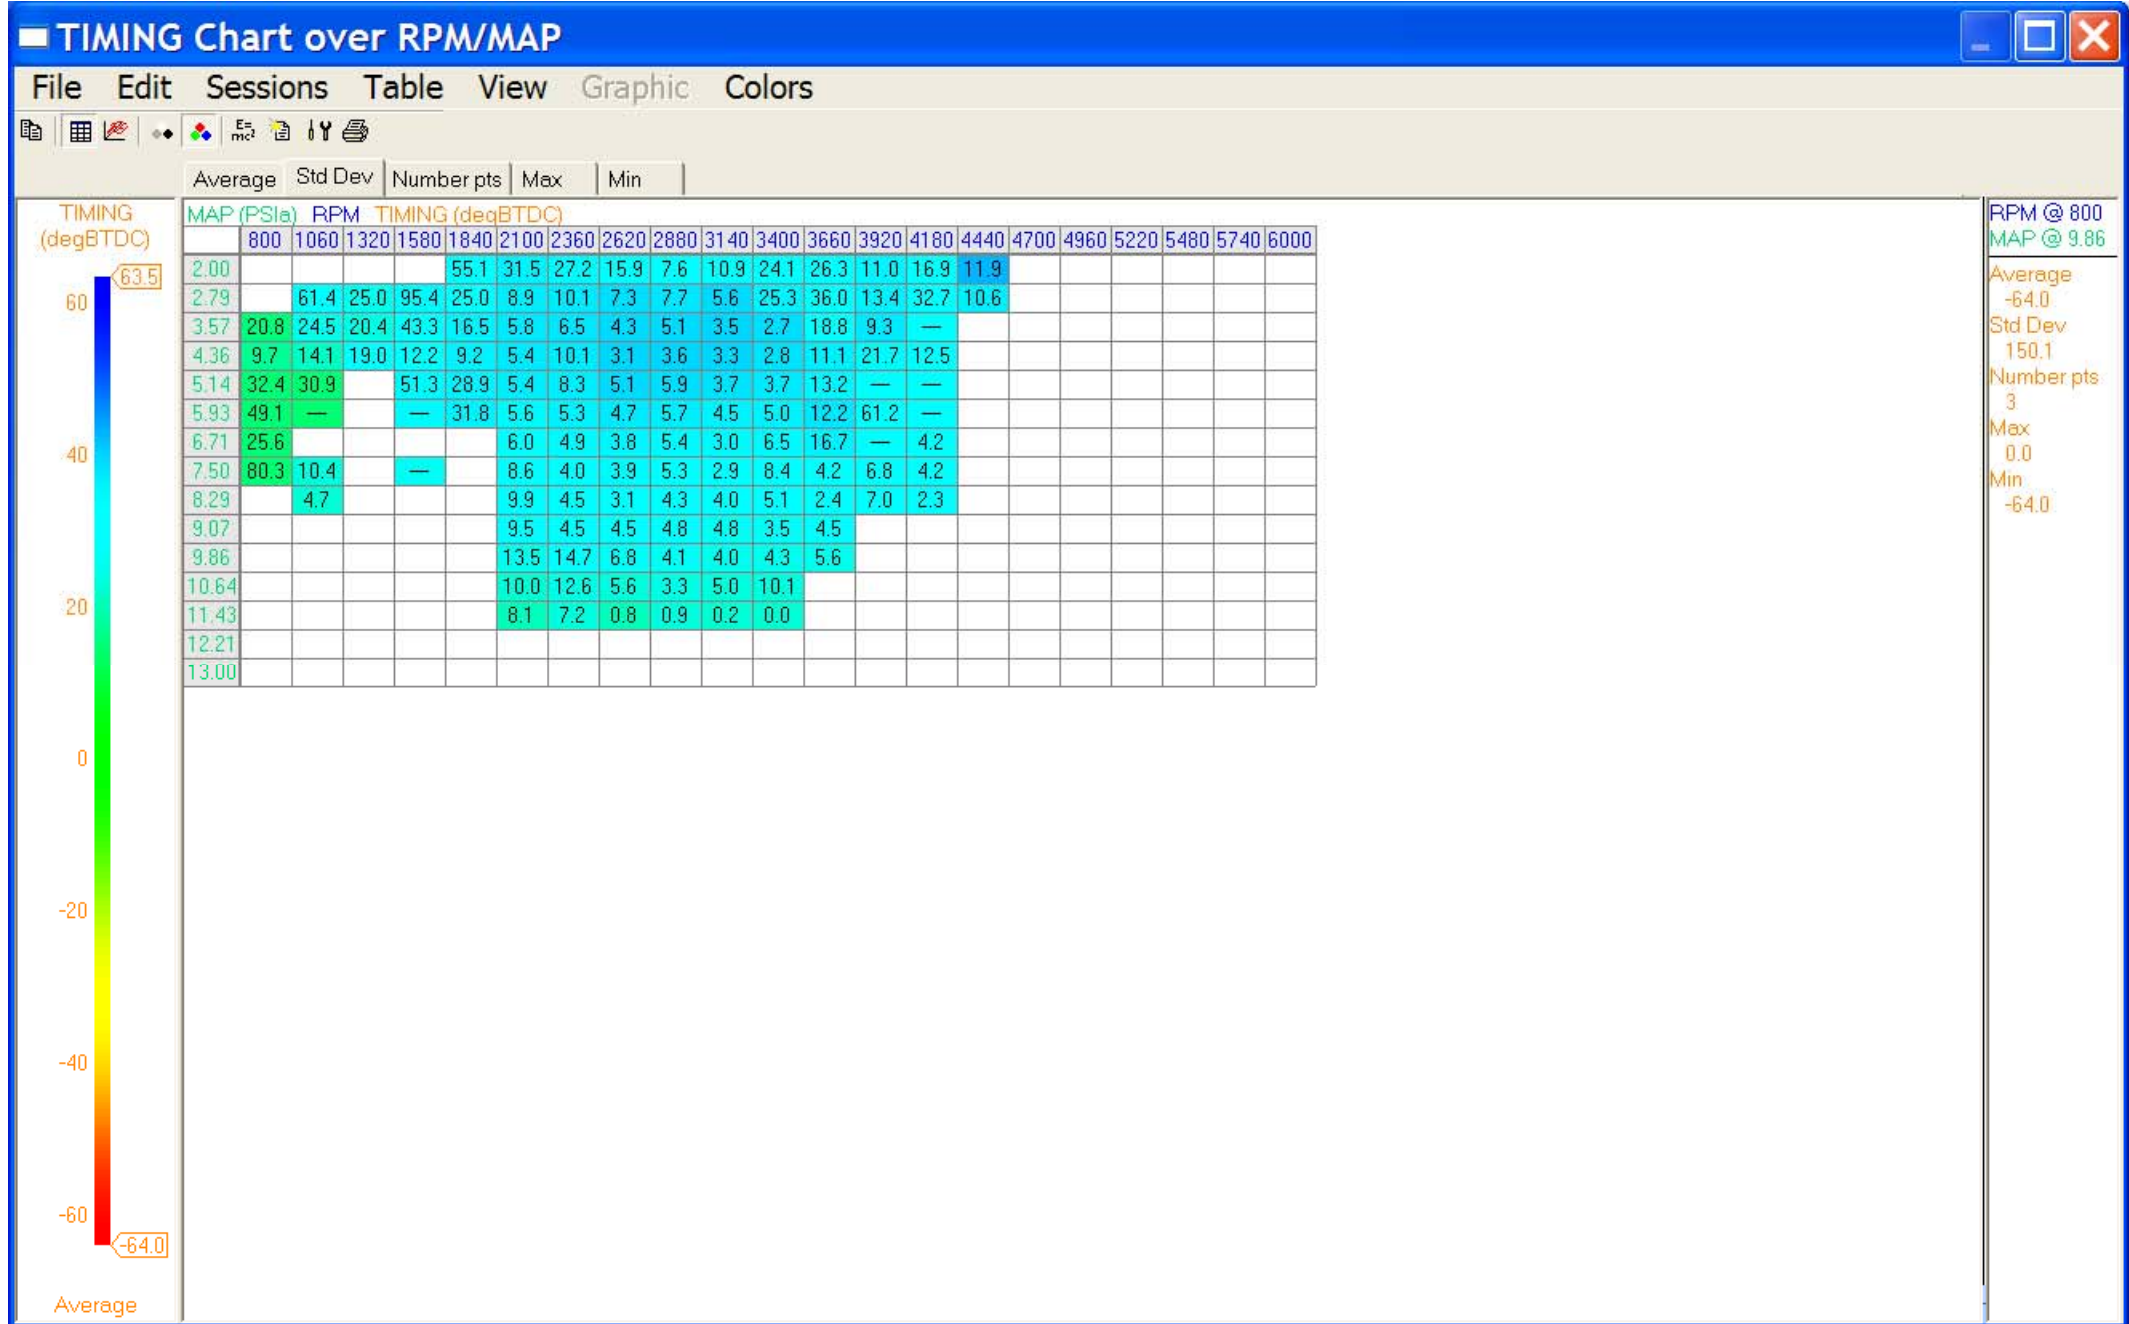 TIMING Chart over RPM/MAP
File Edit Sessions Table View Graphic Colors
E= mc²
Average Std Dev Number pts Max Min
TIMING
(degBTDC)
63.5
60
40
20
0
-20
-40
-60
-64.0
Average
MAP (PSIa) RPM TIMING (degBTDC)
800 1060 1320 1580 1840 2100 2360 2620 2880 3140 3400 3660 3920 4180 4440 4700 4960 5220 5480 5740 6000
2.00 55.1 31.5 27.2 15.9 7.6 10.9 24.1 26.3 11.0 16.9 11.9
2.79 61.4 25.0 95.4 25.0 8.9 10.1 7.3 7.7 5.6 25.3 36.0 13.4 32.7 10.6
3.57 20.8 24.5 20.4 43.3 16.5 5.8 6.5 4.3 5.1 3.5 2.7 18.8 9.3 —
4.36 9.7 14.1 19.0 12.2 9.2 5.4 10.1 3.1 3.6 3.3 2.8 11.1 21.7 12.5
5.14 32.4 30.9 51.3 28.9 5.4 8.3 5.1 5.9 3.7 3.7 13.2 — —
5.93 49.1 — — 31.8 5.6 5.3 4.7 5.7 4.5 5.0 12.2 61.2 —
6.71 25.6 6.0 4.9 3.8 5.4 3.0 6.5 16.7 — 4.2
7.50 80.3 10.4 — 8.6 4.0 3.9 5.3 2.9 8.4 4.2 6.8 4.2
8.29 4.7 9.9 4.5 3.1 4.3 4.0 5.1 2.4 7.0 2.3
9.07 9.5 4.5 4.5 4.8 4.8 3.5 4.5
9.86 13.5 14.7 6.8 4.1 4.0 4.3 5.6
10.64 10.0 12.6 5.6 3.3 5.0 10.1
11.43 8.1 7.2 0.8 0.9 0.2 0.0
12.21
13.00
RPM @ 800
MAP @ 9.86
Average
-64.0
Std Dev
150.1
Number pts
3
Max
0.0
Min
-64.0